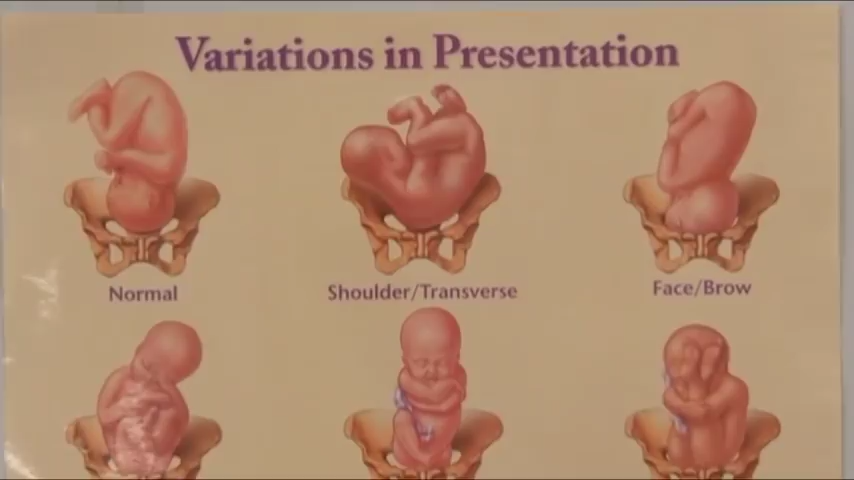 Variations in Presentation
Normal
Shoulder/Transverse
Face/Brow